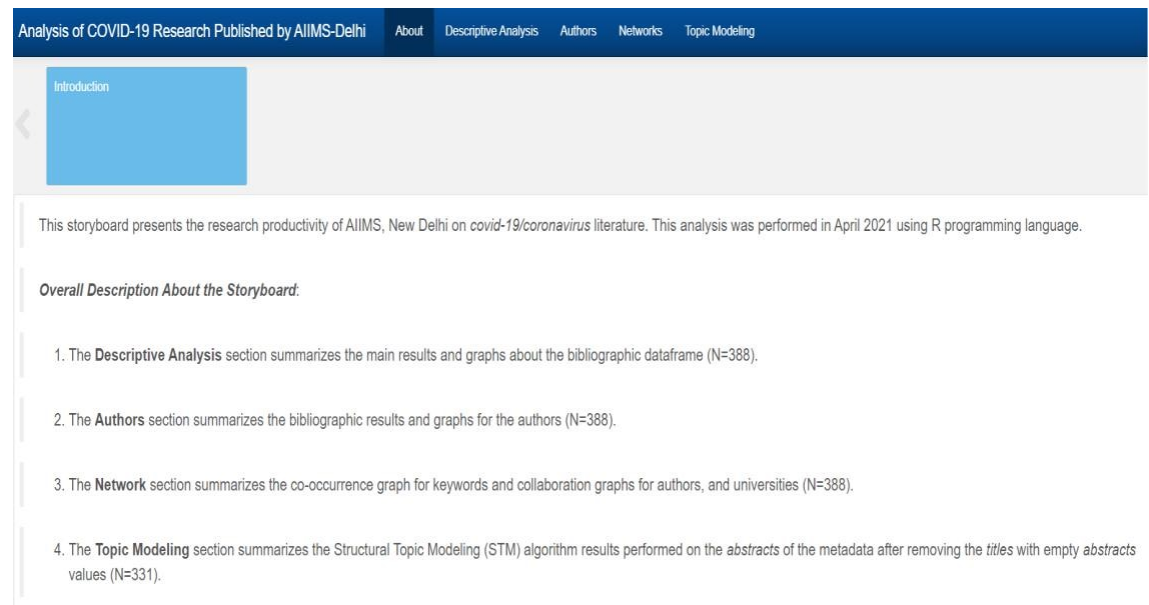 Analysis of COVID-19 Research Published by AIIMS-Delhi About Descriptive Analysis Authors Networks Topic Modeling
Introduction
This storyboard presents the research productivity of AIIMS, New Delhi on covid-19/coronavirus literature. This analysis was performed in April 2021 using R programming language.
Overall Description About the Storyboard:
1. The Descriptive Analysis section summarizes the main results and graphs about the bibliographic dataframe (N=388).
2. The Authors section summarizes the bibliographic results and graphs for the authors (N=388).
3. The Network section summarizes the co-occurrence graph for keywords and collaboration graphs for authors, and universities (N=388).
4. The Topic Modeling section summarizes the Structural Topic Modeling (STM) algorithm results performed on the abstracts of the metadata after removing the titles with empty abstracts
values (N=331).